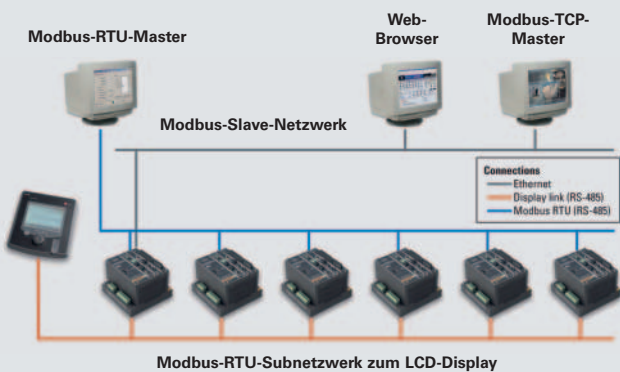 Modbus-RTU-Master
Web-
Browser
Modbus-TCP-
Master
Modbus-Slave-Netzwerk
Connections
Ethernet
Display link (RS-485)
Modbus RTU (RS-485)
Modbus-RTU-Subnetzwerk zum LCD-Display